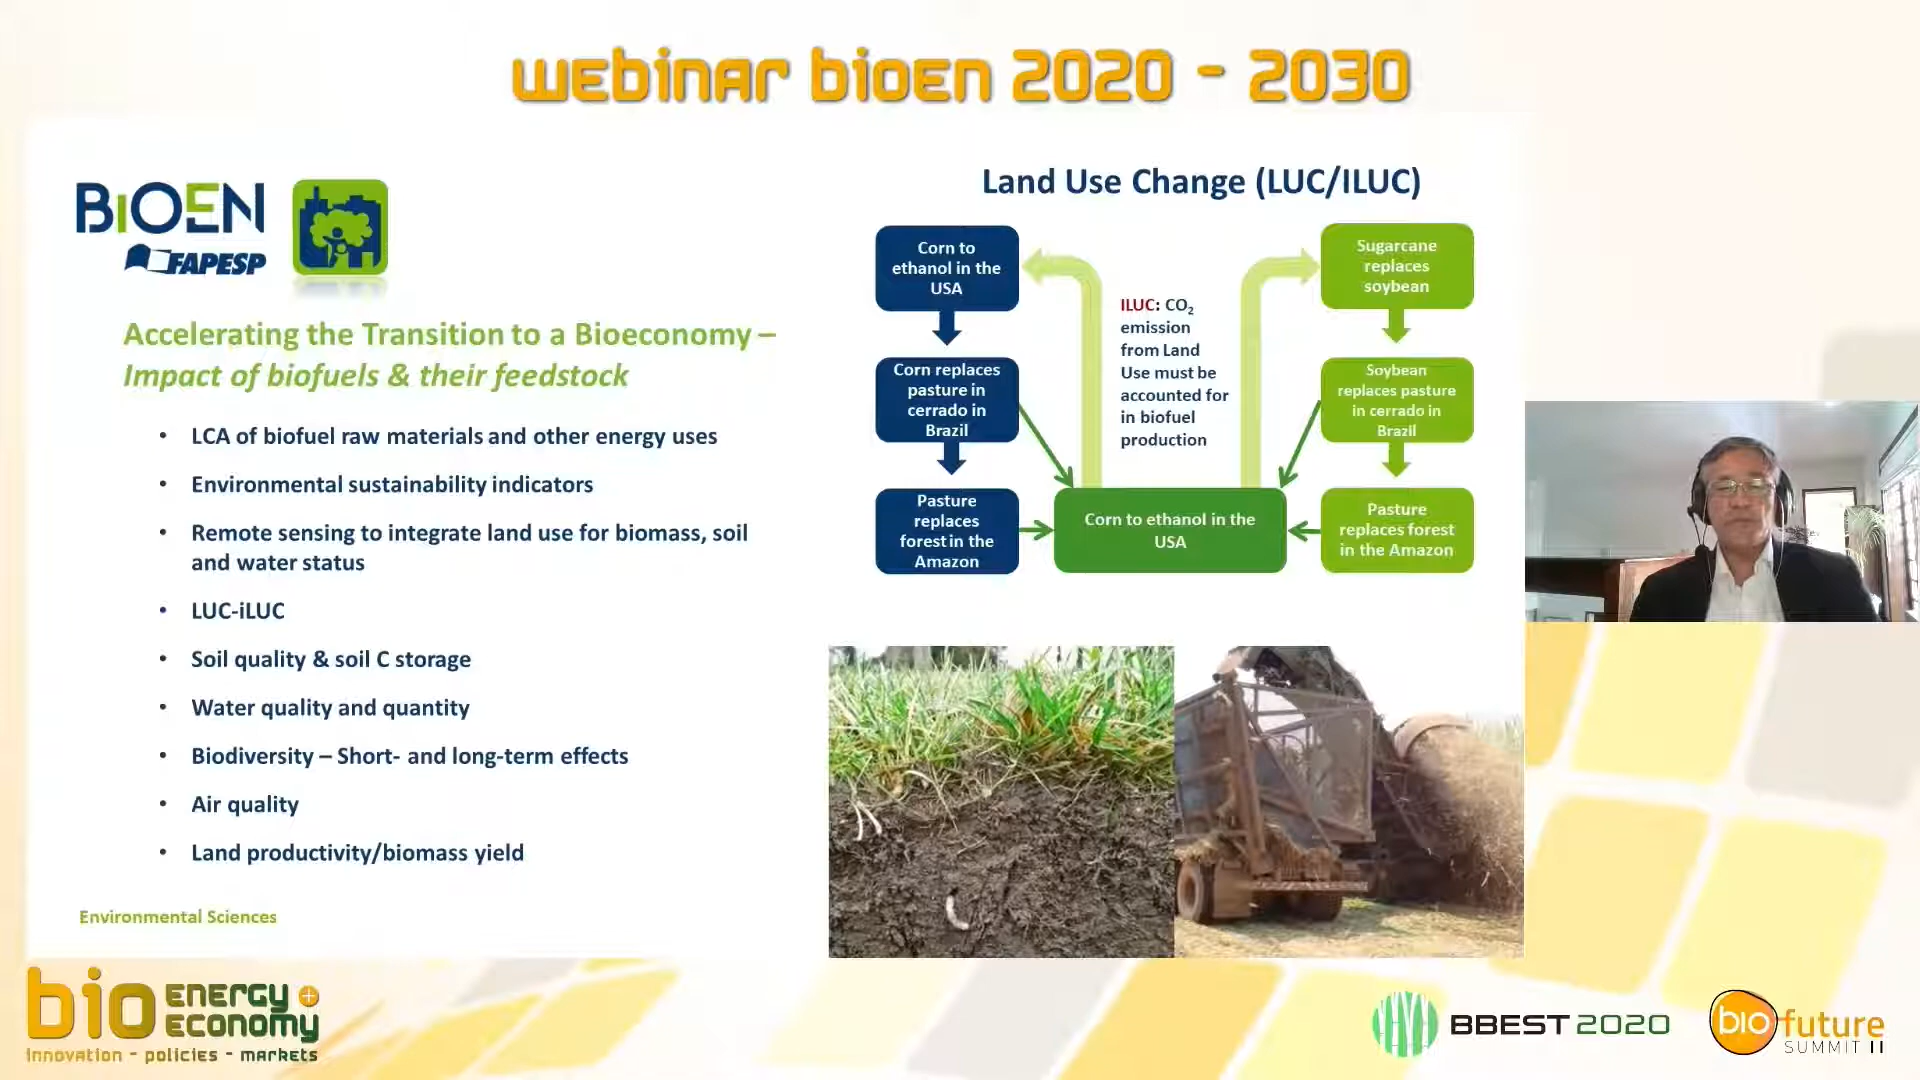 webinar bioen 2020 - 2030
BiOEN
FAPESP
Accelerating the Transition to a Bioeconomy –
Impact of biofuels & their feedstock
• LCA of biofuel raw materials and other energy uses
• Environmental sustainability indicators
• Remote sensing to integrate land use for biomass, soil
and water status
• LUC-iLUC
• Soil quality & soil C storage
• Water quality and quantity
• Biodiversity – Short- and long-term effects
• Air quality
• Land productivity/biomass yield
Environmental Sciences
Land Use Change (LUC/ILUC)
Corn to
ethanol in the
USA
Corn replaces
pasture in
cerrado in
Brazil
Pasture
replaces
forest in the
Amazon
ILUC: CO₂
emission
from Land
Use must be
accounted for
in biofuel
production
Corn to ethanol in the
USA
Sugarcane
replaces
soybean
Soybean
replaces pasture
in cerrado in
Brazil
Pasture
replaces forest
in the Amazon
bio ENERGY +
ECONOMY
innovation - policies - markets
BBEST 2020
biofuture
SUMMIT II